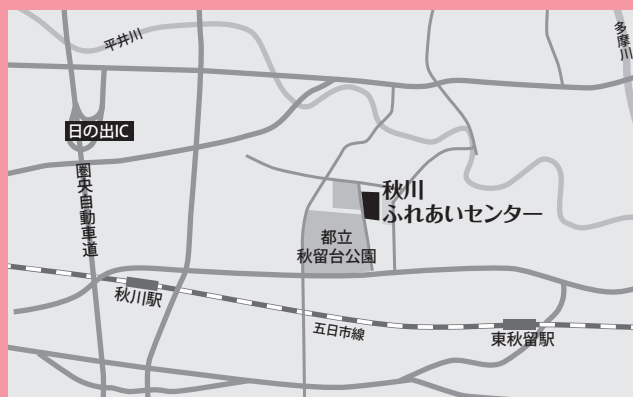 平井川
多摩川
日の出IC
圏央自動車道
秋川
ふれあいセンター
都立
秋留台公園
秋川駅
五日市線
東秋留駅